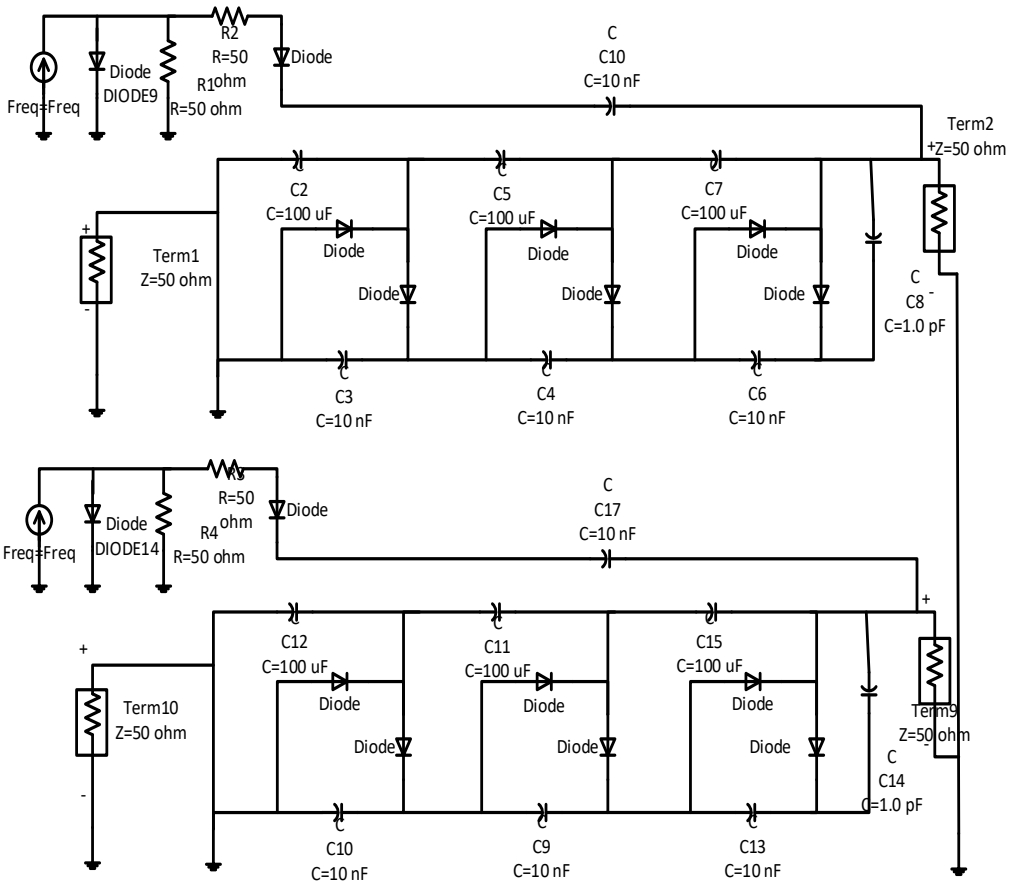 R2
R=50
ohm
Diode
C
C10
C=10 nF
Diode
DIODE9
R1
R=50 ohm
Freq=Freq
Term2
+
Z=50 ohm
C
C2
C=100 uF
C
C5
C=100 uF
C
C7
C=100 uF
+
Term1
Z=50 ohm
-
Diode
Diode
Diode
Diode
Diode
Diode
C
C8
-
C=1.0 pF
C
C3
C=10 nF
C
C4
C=10 nF
C
C6
C=10 nF
R3
R=50
ohm
Diode
C
C17
C=10 nF
Diode
DIODE14
R4
R=50 ohm
Freq=Freq
+
C
C12
C=100 uF
C
C11
C=100 uF
C
C15
C=100 uF
+
Term10
Z=50 ohm
-
Diode
Diode
Diode
Term9
Z=50 ohm
-
Diode
Diode
Diode
C
C14
C=1.0 pF
C
C10
C=10 nF
C
C9
C=10 nF
C
C13
C=10 nF